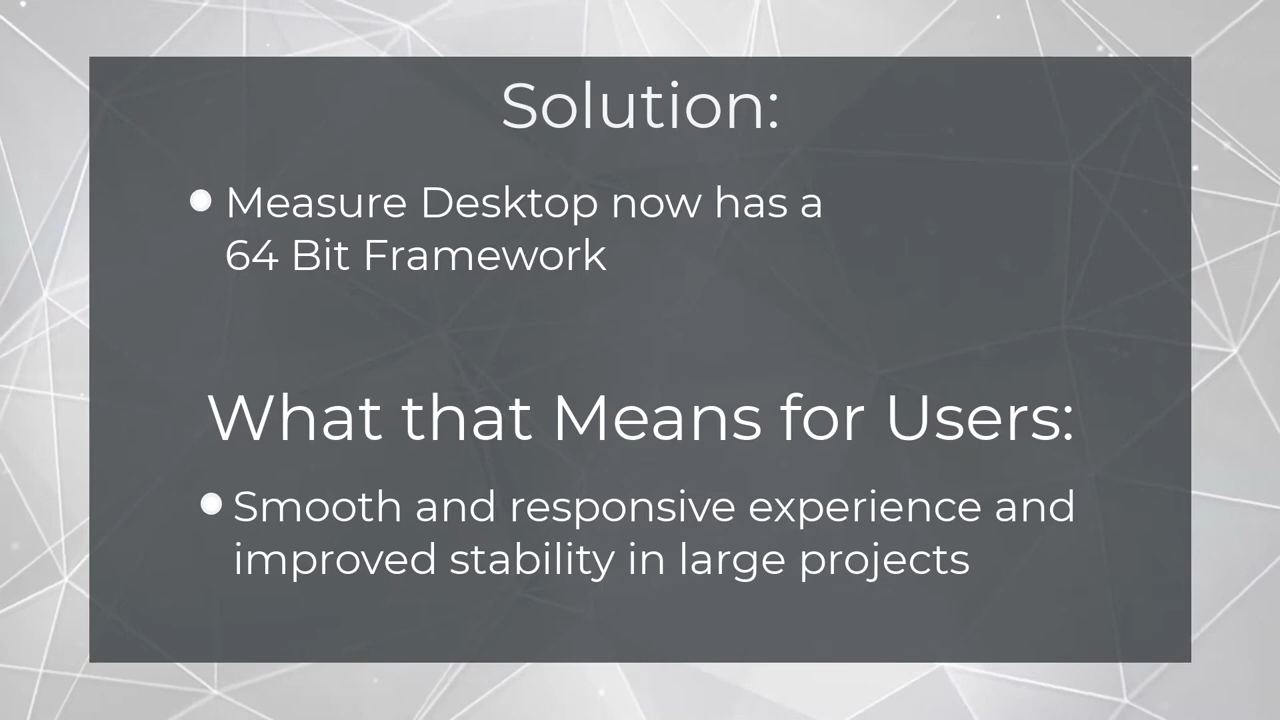 Solution:
Measure Desktop now has a
64 Bit Framework
What that Means for Users:
Smooth and responsive experience and
improved stability in large projects